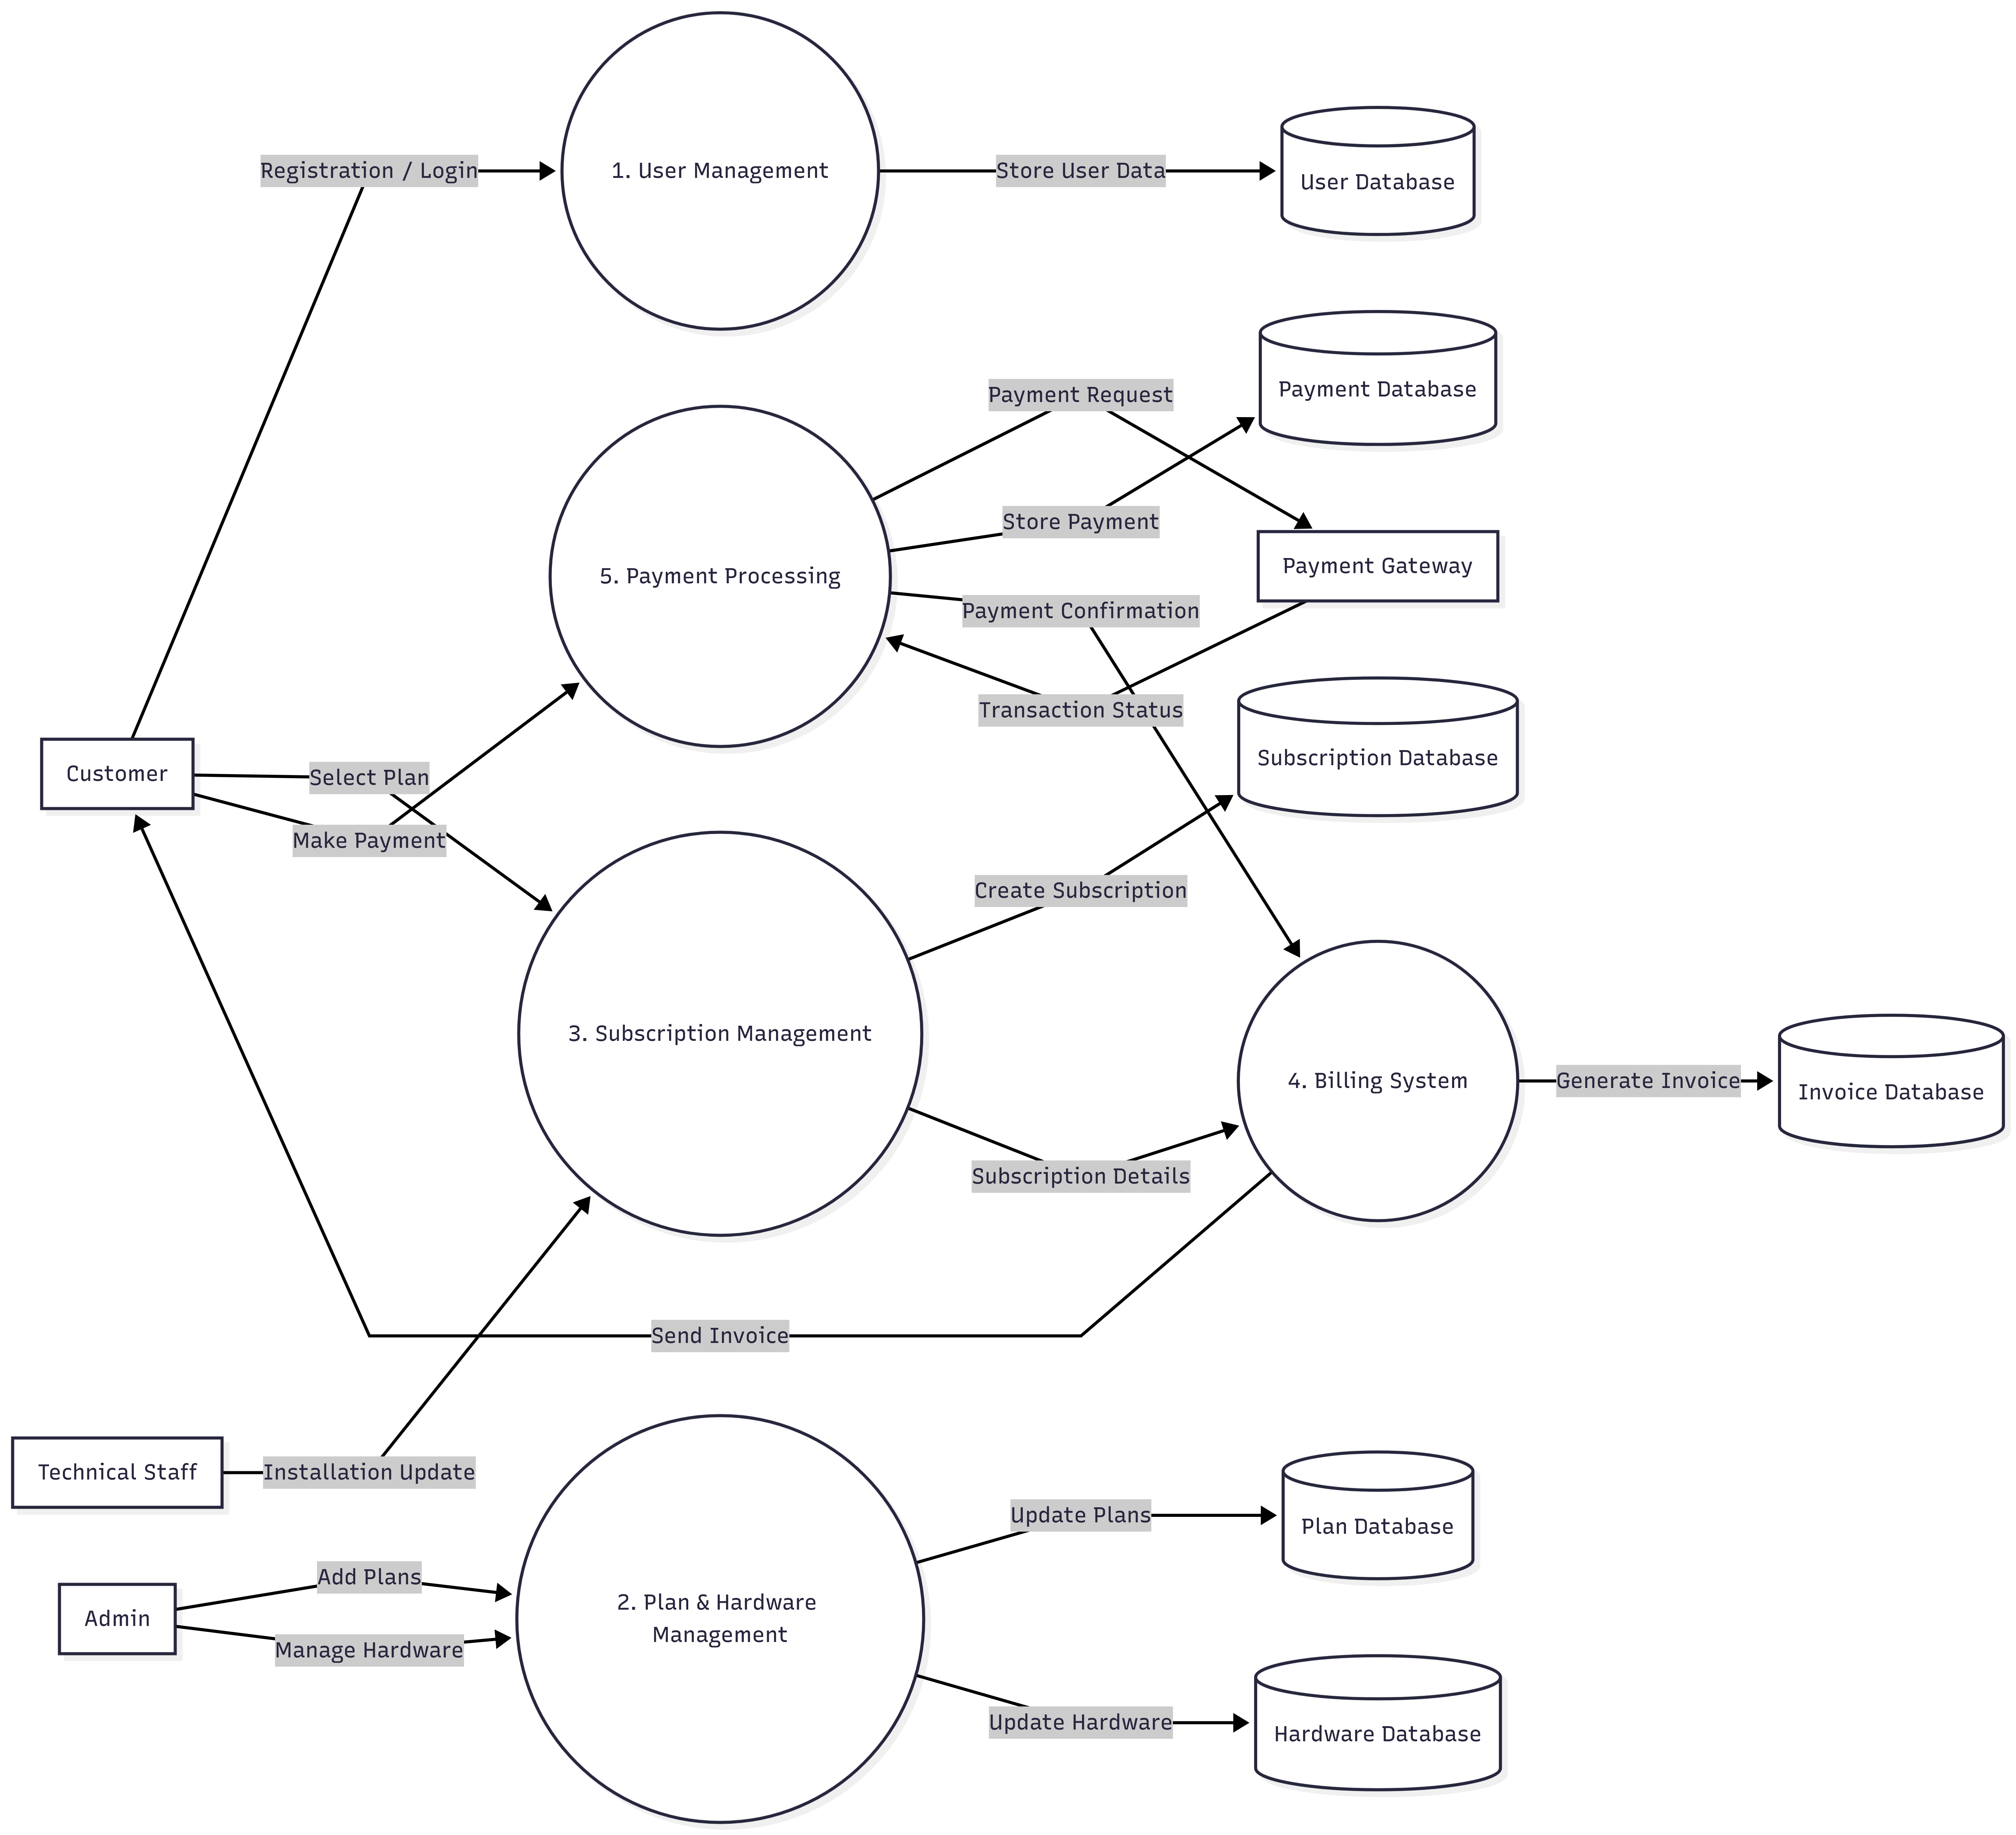 Registration / Login
1. User Management
Store User Data
User Database
Payment Request
Payment Database
Store Payment
5. Payment Processing
Payment Gateway
Payment Confirmation
Transaction Status
Subscription Database
Customer
Select Plan
Make Payment
Create Subscription
3. Subscription Management
4. Billing System
Generate Invoice
Invoice Database
Subscription Details
Send Invoice
Technical Staff
Installation Update
Update Plans
Plan Database
Add Plans
Admin
2. Plan & Hardware
Management
Manage Hardware
Update Hardware
Hardware Database